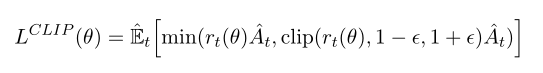 L^{CLIP}(θ) = Ê_t[min(r_t(θ)Â_t, clip(r_t(θ), 1 − ϵ, 1 + ϵ)Â_t)]